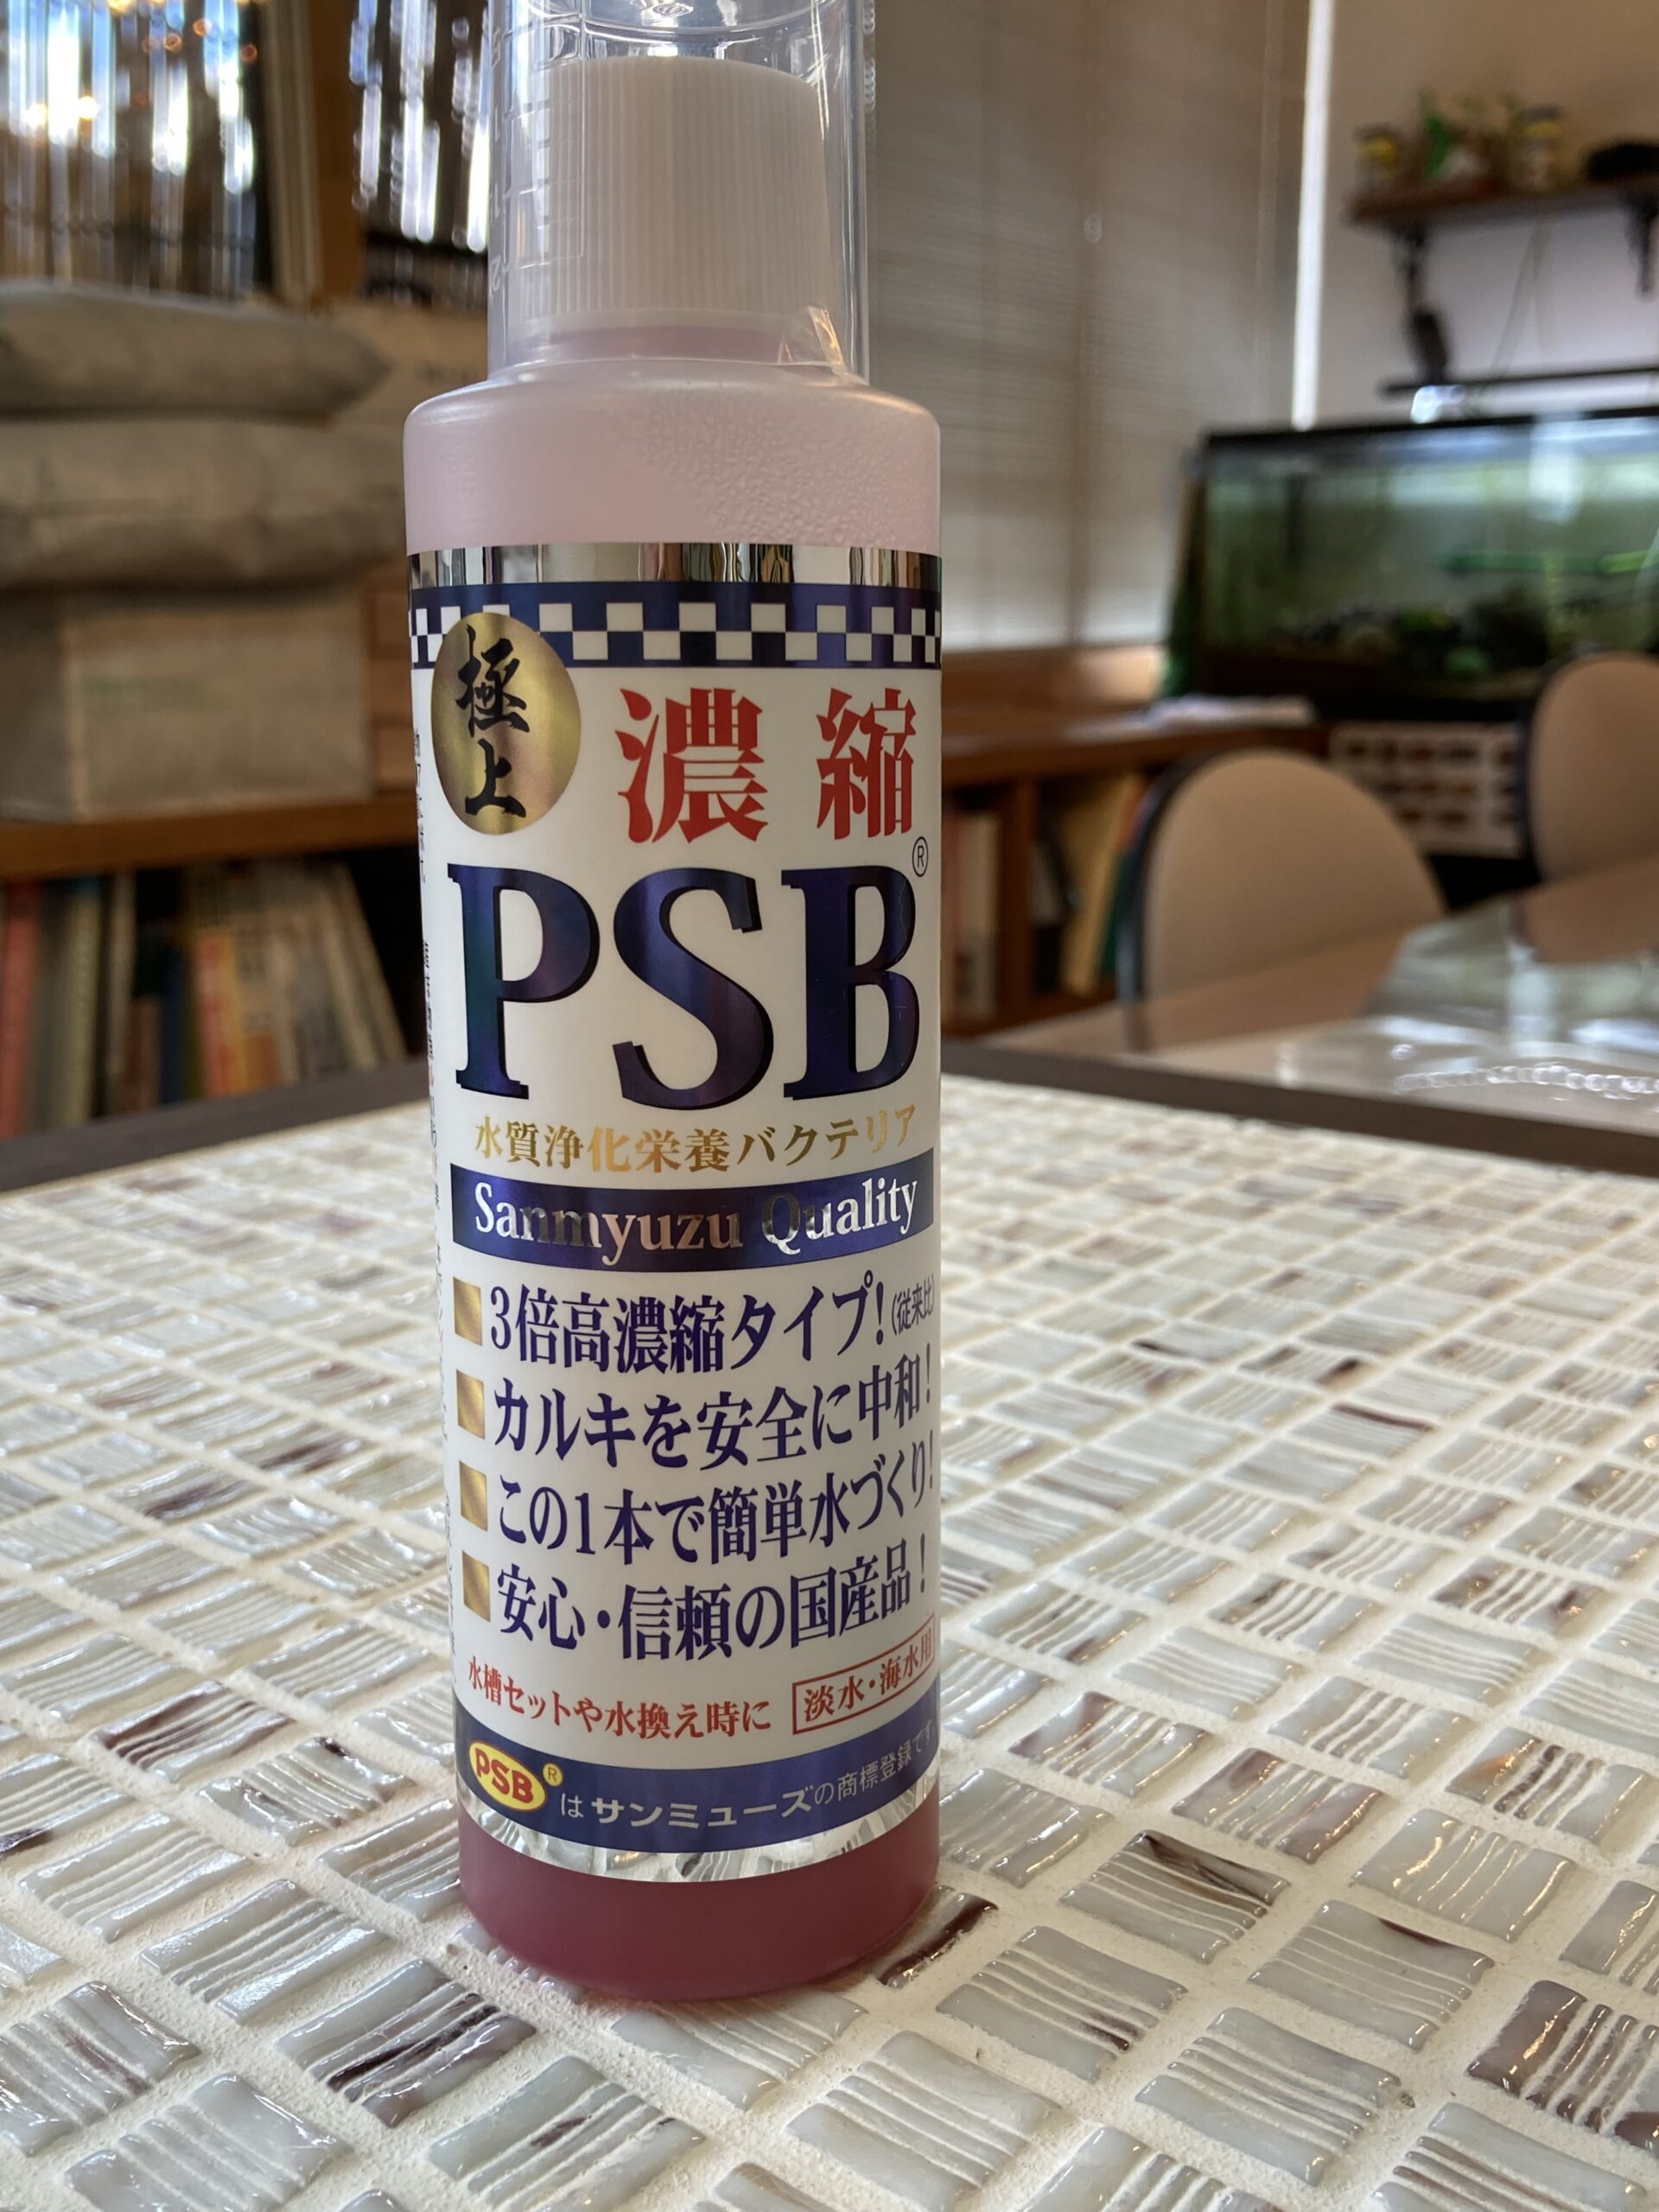 極上
濃縮
PSB®
水質浄化栄養バクテリア
Sanmyuzu Quality
3倍高濃縮タイプ!(従来比)
カルキを安全に中和!
この1本で簡単水づくり!
安心・信頼の国産品!
水槽セットや水換え時に
淡水・海水用
PSB®はサンミューズの商標登録です